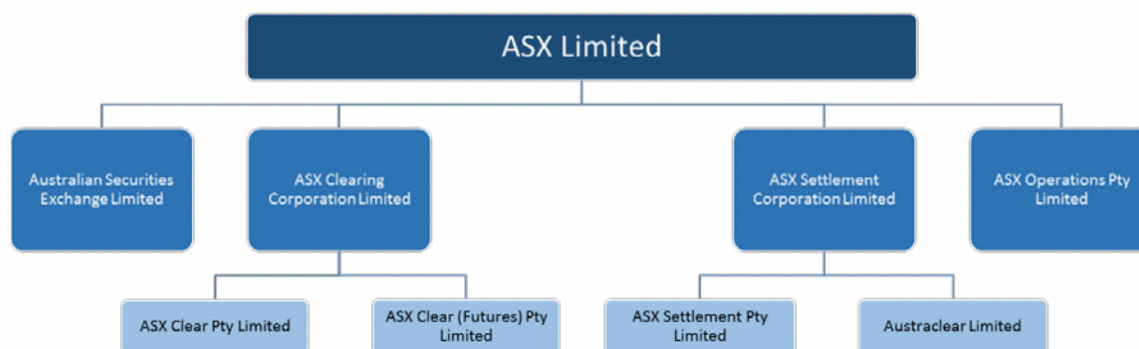 ASX Limited
Australian Securities
Exchange Limited
ASX Clearing
Corporation Limited
ASX Settlement
Corporation Limited
ASX Operations Pty
Limited
ASX Clear Pty Limited
ASX Clear (Futures) Pty
Limited
ASX Settlement Pty
Limited
Austraclear Limited